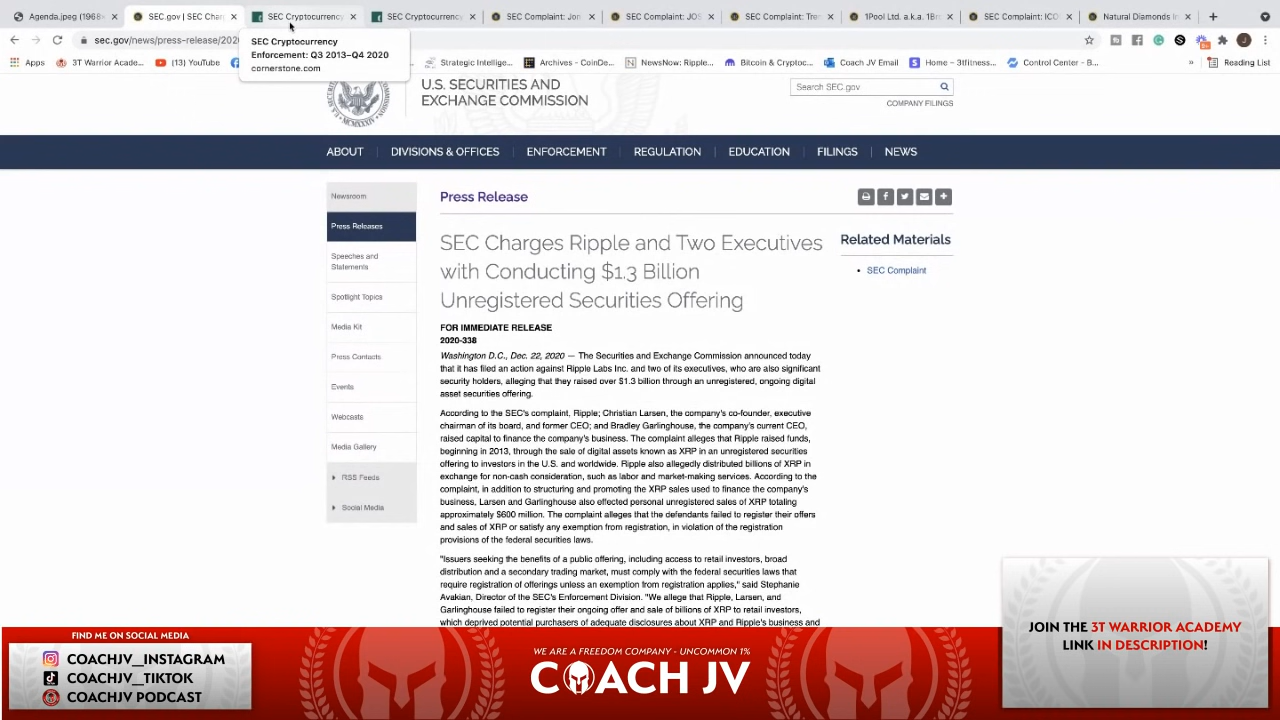 Agenda.jpeg (1968×
SEC.gov | SEC Char
SEC Cryptocurrency
SEC Cryptocurrency
SEC Complaint: Jon
SEC Complaint: JOS
SEC Complaint: Tren
1Pool Ltd. a.k.a. 1Br
SEC Complaint: ICO
Natural Diamonds In
sec.gov/news/press-release/202
SEC Cryptocurrency
Enforcement: Q3 2013–Q4 2020
cornerstone.com
Apps
3T Warrior Acade...
(13) YouTube
Strategic Intellige...
Archives - CoinDe...
NewsNow: Ripple...
Bitcoin & Cryptoc...
Coach JV Email
Home – 3tfitness...
Control Center - B...
»
Reading List
U.S. SECURITIES AND
EXCHANGE COMMISSION
Search SEC.gov
COMPANY FILINGS
ABOUT
DIVISIONS & OFFICES
ENFORCEMENT
REGULATION
EDUCATION
FILINGS
NEWS
Newsroom
Press Releases
Speeches and
Statements
Spotlight Topics
Media Kit
Press Contacts
Events
Webcasts
Media Gallery
RSS Feeds
Social Media
Press Release
SEC Charges Ripple and Two Executives
with Conducting $1.3 Billion
Unregistered Securities Offering
Related Materials
SEC Complaint
FOR IMMEDIATE RELEASE
2020-338
Washington D.C., Dec. 22, 2020 — The Securities and Exchange Commission announced today
that it has filed an action against Ripple Labs Inc. and two of its executives, who are also significant
security holders, alleging that they raised over $1.3 billion through an unregistered, ongoing digital
asset securities offering.
According to the SEC's complaint, Ripple; Christian Larsen, the company's co-founder, executive
chairman of its board, and former CEO; and Bradley Garlinghouse, the company's current CEO,
raised capital to finance the company's business. The complaint alleges that Ripple raised funds,
beginning in 2013, through the sale of digital assets known as XRP in an unregistered securities
offering to investors in the U.S. and worldwide. Ripple also allegedly distributed billions of XRP in
exchange for non-cash consideration, such as labor and market-making services. According to the
complaint, in addition to structuring and promoting the XRP sales used to finance the company's
business, Larsen and Garlinghouse also effected personal unregistered sales of XRP totaling
approximately $600 million. The complaint alleges that the defendants failed to register their offers
and sales of XRP or satisfy any exemption from registration, in violation of the registration
provisions of the federal securities laws.
"Issuers seeking the benefits of a public offering, including access to retail investors, broad
distribution and a secondary trading market, must comply with the federal securities laws that
require registration of offerings unless an exemption from registration applies," said Stephanie
Avakian, Director of the SEC's Enforcement Division. "We allege that Ripple, Larsen, and
Garlinghouse failed to register their ongoing offer and sale of billions of XRP to retail investors,
which deprived potential purchasers of adequate disclosures about XRP and Ripple's business and
JOIN THE 3T WARRIOR ACADEMY
LINK IN DESCRIPTION!
FIND ME ON SOCIAL MEDIA
COACHJV_INSTAGRAM
COACHJV_TIKTOK
COACHJV PODCAST
WE ARE A FREEDOM COMPANY - UNCOMMON 1%
COACH JV